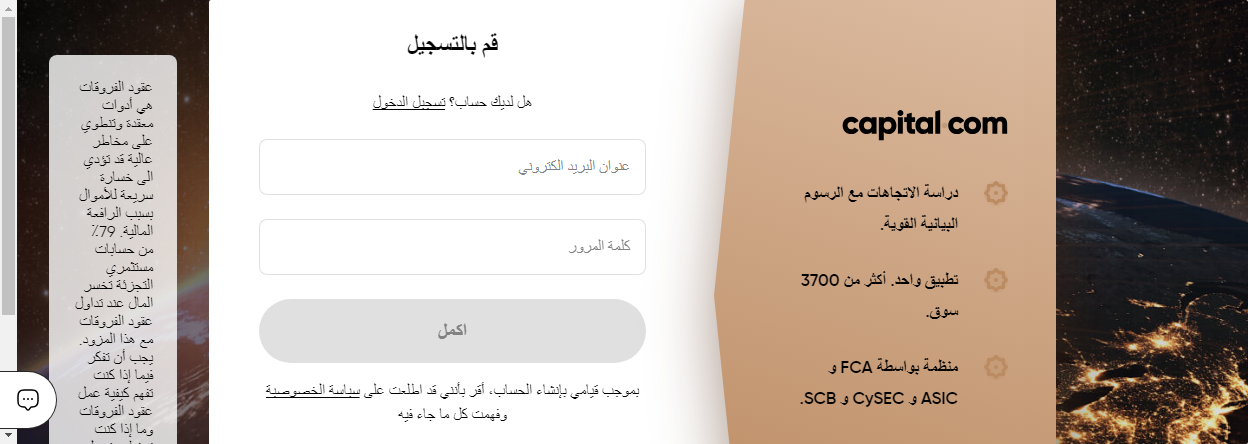 قم بالتسجيل
هل لديك حساب؟ تسجيل الدخول
عنوان البريد الكتروني
كلمة المرور
اكمل
بموجب قيامي بإنشاء الحساب، أقر بأنني قد اطلعت على سياسة الخصوصية
وفهمت كل ما جاء فيه
capital com
دراسة الاتجاهات مع الرسوم
البيانية القوية.
تطبيق واحد. أكثر من 3700
سوق.
منظمة بواسطة FCA و
ASIC و CySEC و SCB.
عقود الفروقات
هي أدوات
معقدة وتنطوي
على مخاطر
عالية قد تؤدي
الى خسارة
سريعة للأموال
بسبب الرافعة
المالية. 79٪
من حسابات
مستثمري
التجزئة تخسر
المال عند تداول
عقود الفروقات
مع هذا المزود.
يجب أن تفكر
فيما إذا كنت
تفهم كيفية عمل
عقود الفروقات
وما إذا كنت